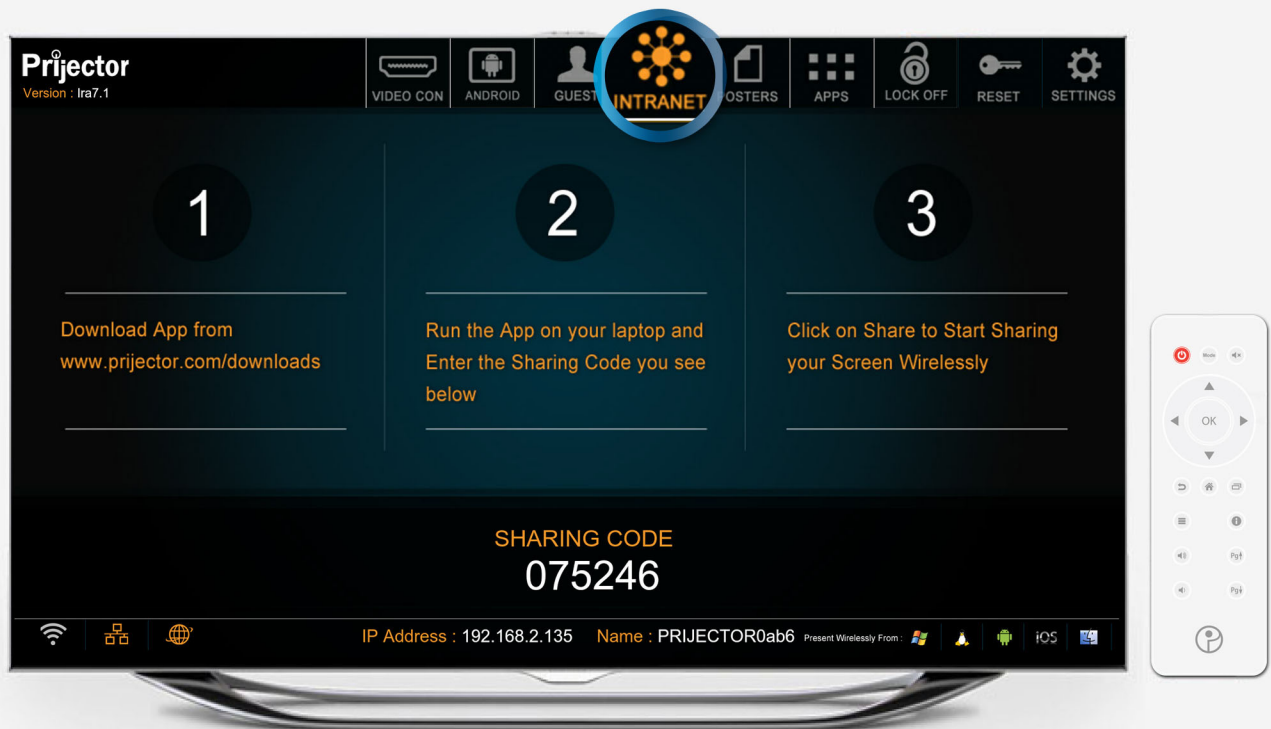 Prijector
Version : Ira7.1
VIDEO CON
ANDROID
GUEST
INTRANET
POSTERS
APPS
LOCK OFF
RESET
SETTINGS
1
Download App from
www.prijector.com/downloads
2
Run the App on your laptop and
Enter the Sharing Code you see
below
3
Click on Share to Start Sharing
your Screen Wirelessly
SHARING CODE
075246
IP Address : 192.168.2.135
Name : PRIJECTOR0ab6
Present Wirelessly From :
iOS
Mode
OK
Pg
Pg